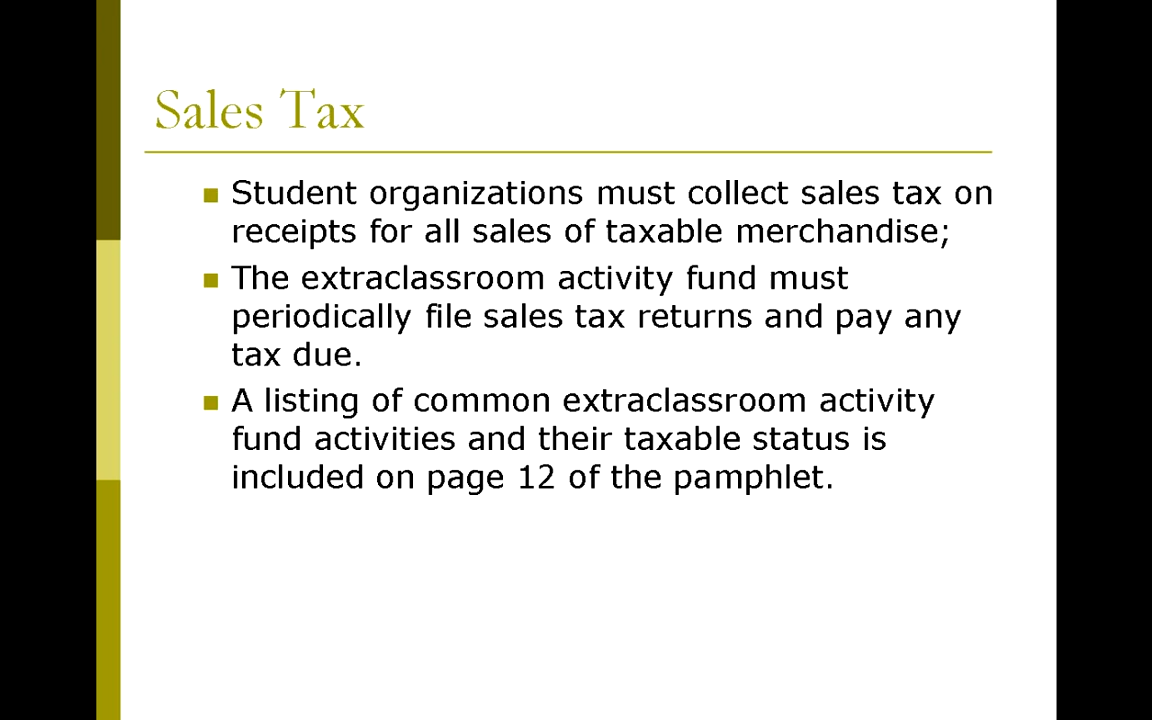 Sales Tax
Student organizations must collect sales tax on
receipts for all sales of taxable merchandise;
The extraclassroom activity fund must
periodically file sales tax returns and pay any
tax due.
A listing of common extraclassroom activity
fund activities and their taxable status is
included on page 12 of the pamphlet.